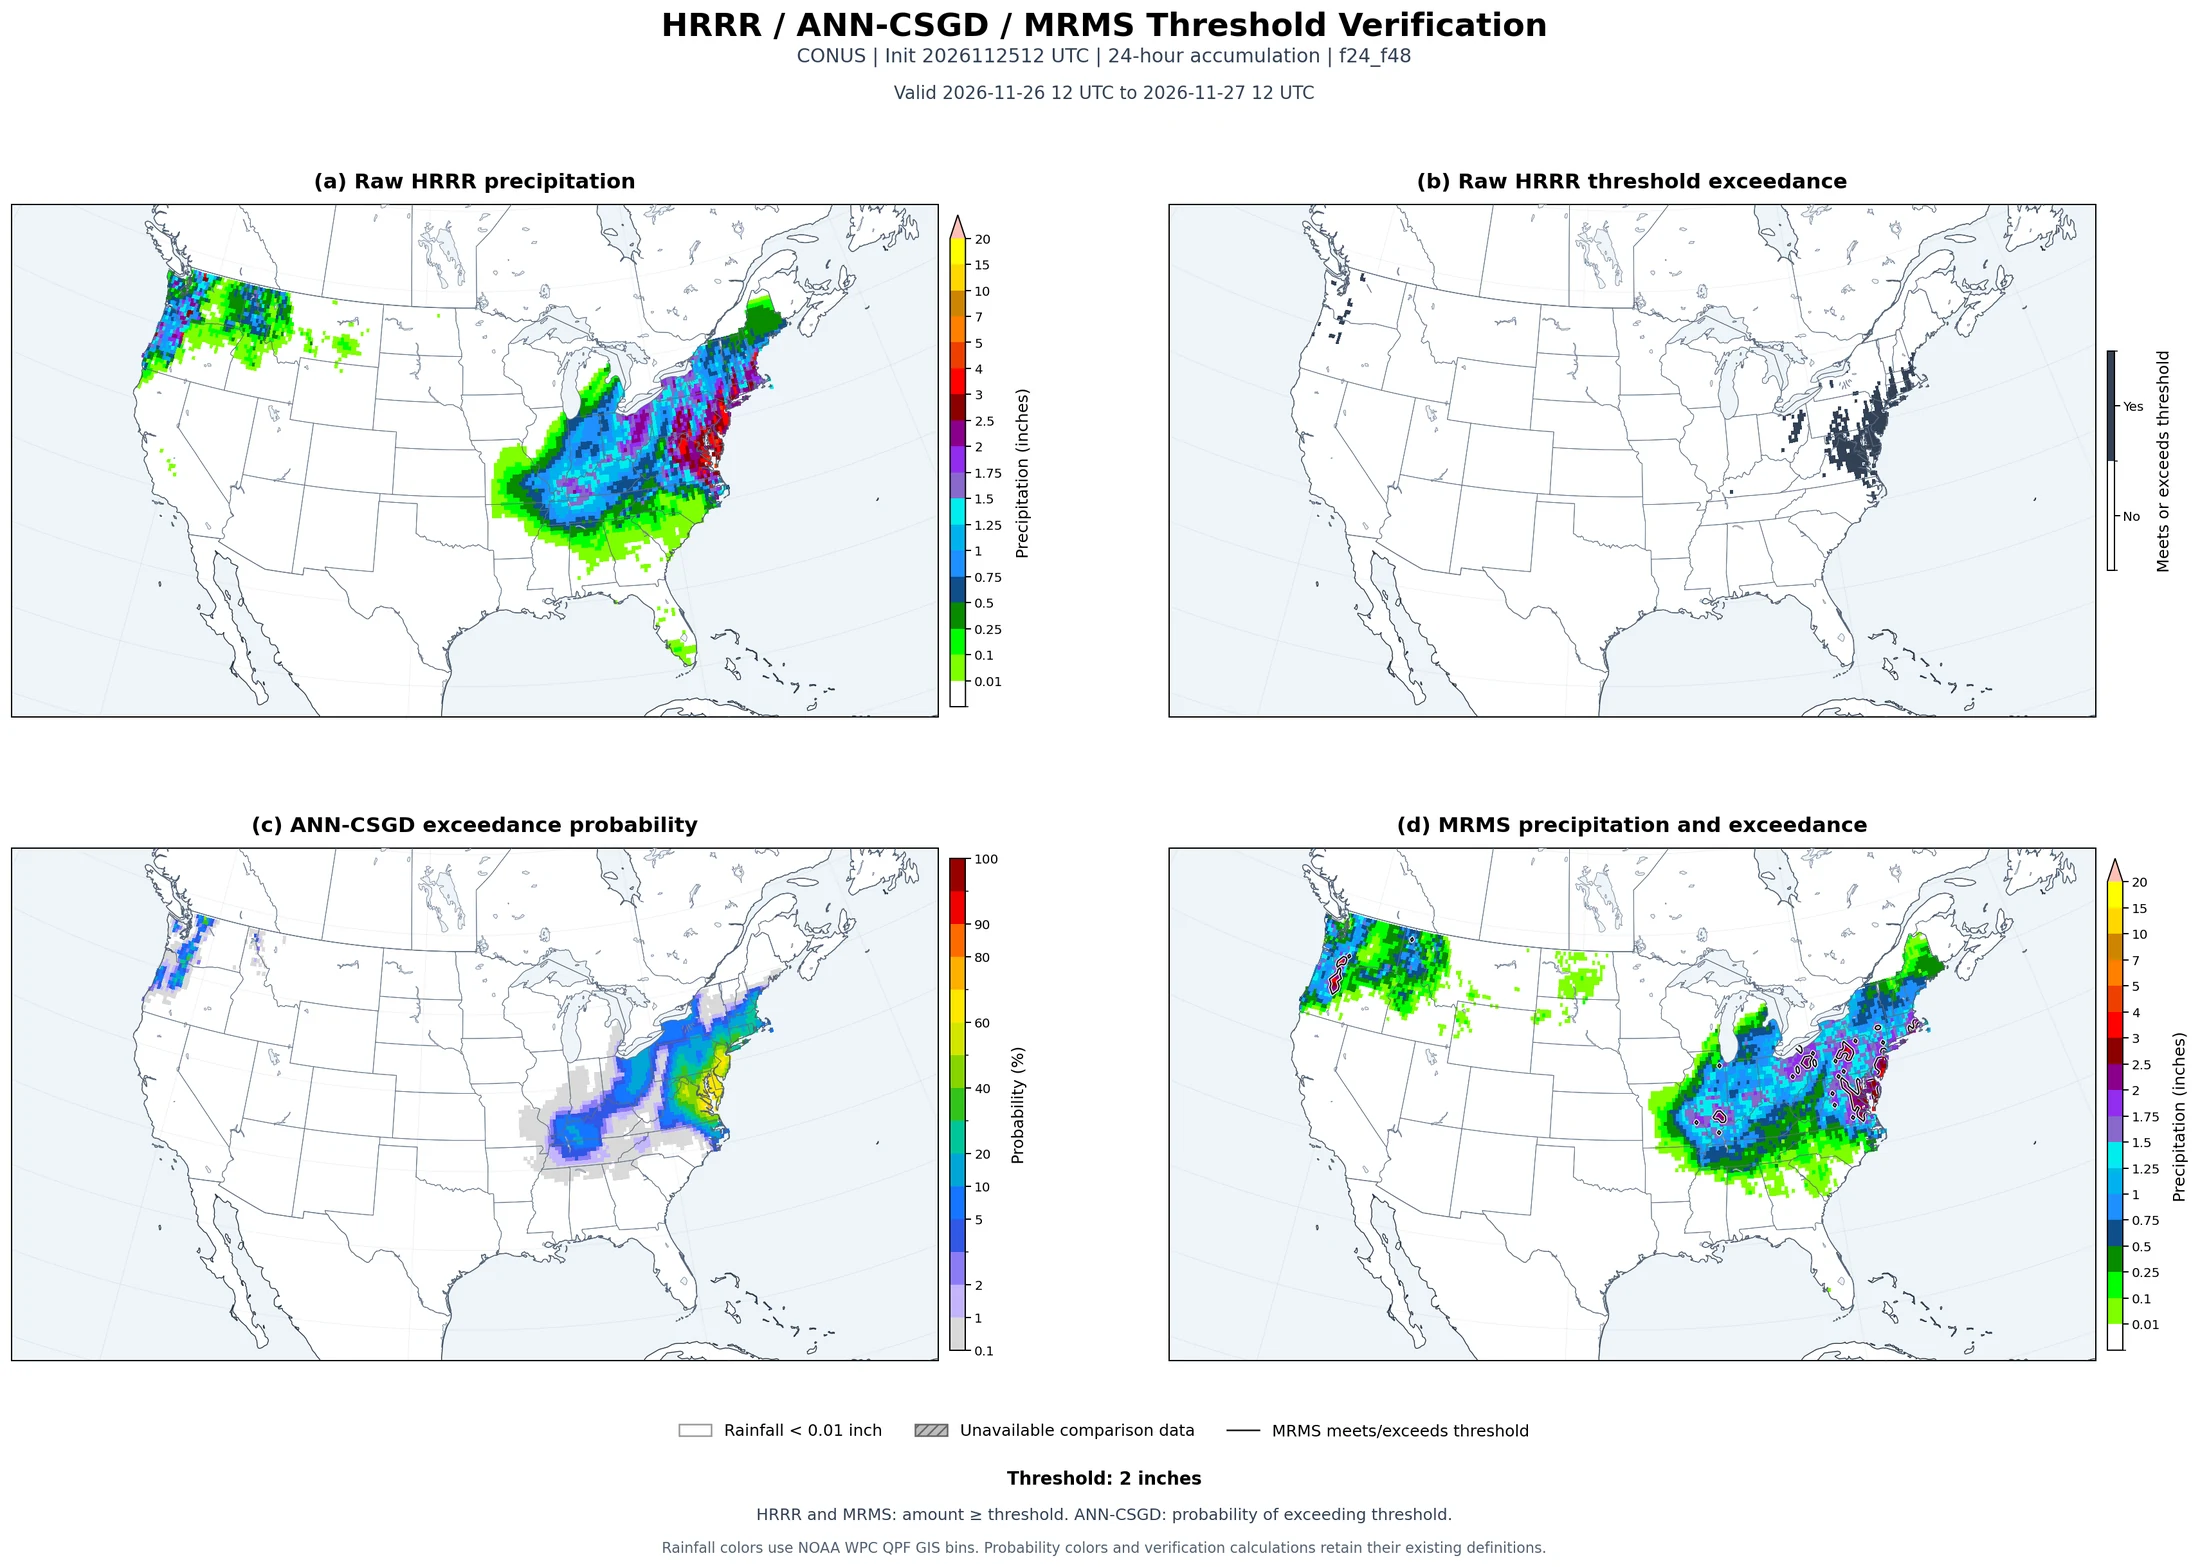 HRRR / ANN-CSGD / MRMS Threshold Verification
CONUS | Init 2026112512 UTC | 24-hour accumulation | f24_f48
Valid 2026-11-26 12 UTC to 2026-11-27 12 UTC
(a) Raw HRRR precipitation
20
15
10
7
5
4
3
2.5
2
1.75
1.5
1.25
1
0.75
0.5
0.25
0.1
0.01
Precipitation (inches)
(b) Raw HRRR threshold exceedance
Yes
No
Meets or exceeds threshold
(c) ANN-CSGD exceedance probability
100
90
80
60
40
20
10
5
2
1
0.1
Probability (%)
(d) MRMS precipitation and exceedance
20
15
10
7
5
4
3
2.5
2
1.75
1.5
1.25
1
0.75
0.5
0.25
0.1
0.01
Precipitation (inches)
Rainfall < 0.01 inch
Unavailable comparison data
MRMS meets/exceeds threshold
Threshold: 2 inches
HRRR and MRMS: amount ≥ threshold. ANN-CSGD: probability of exceeding threshold.
Rainfall colors use NOAA WPC QPF GIS bins. Probability colors and verification calculations retain their existing definitions.